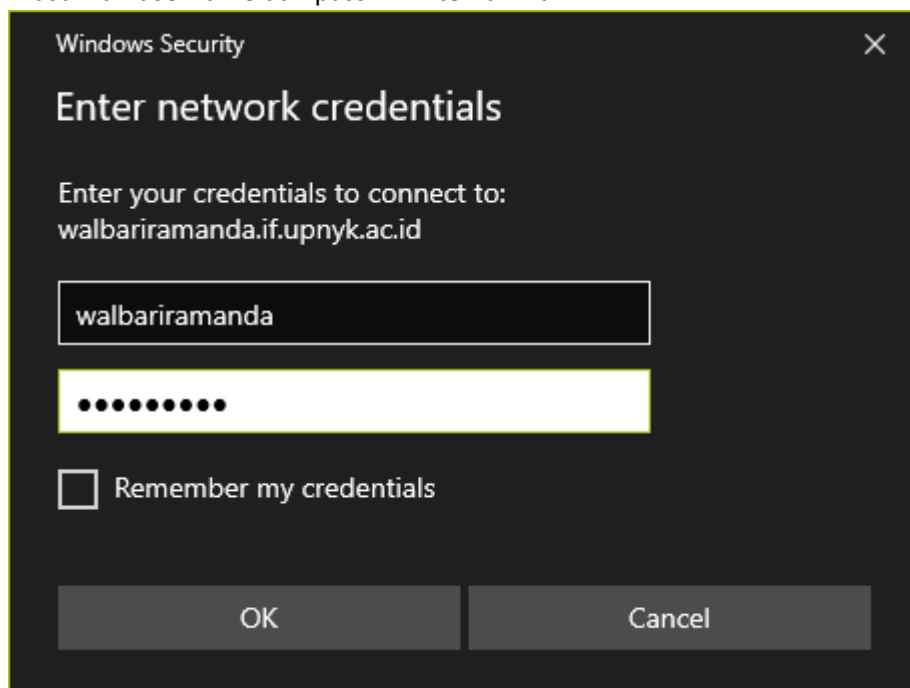 Windows Security
Enter network credentials
Enter your credentials to connect to:
walbariramanda.if.upnyk.ac.id
walbariramanda
•••••••••
Remember my credentials
OK
Cancel